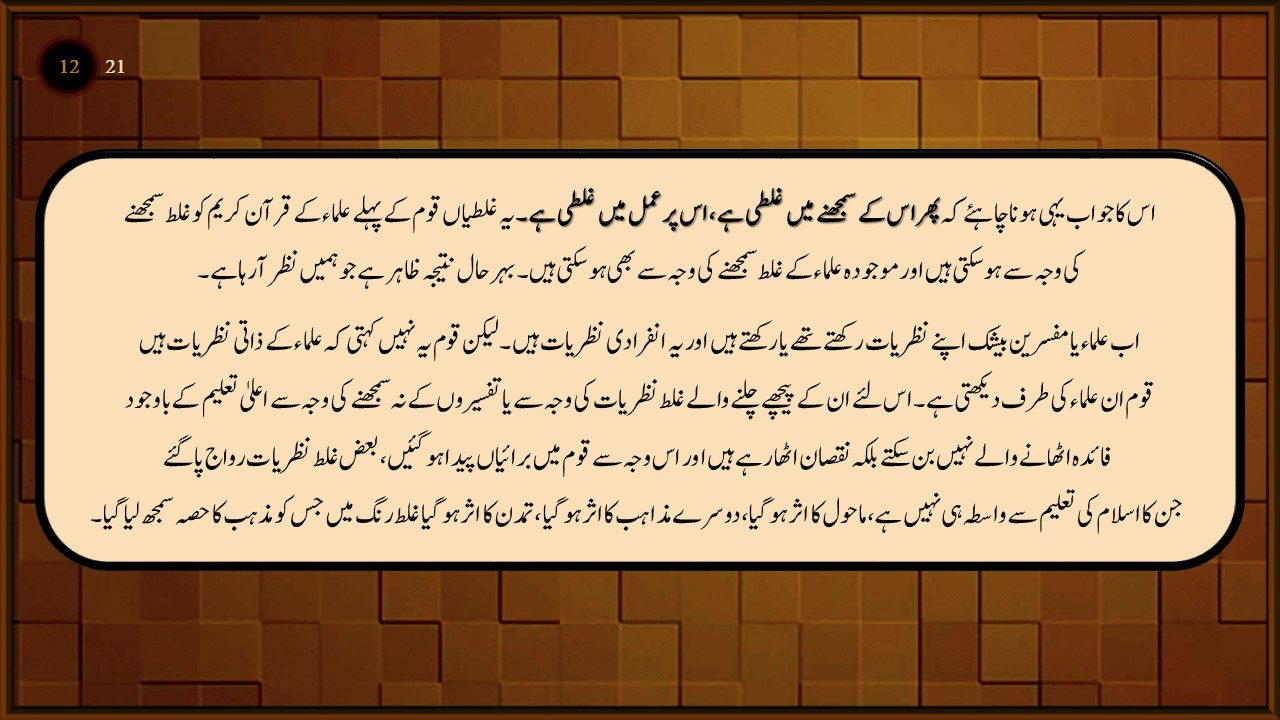 12 21
اس کا جواب یہی ہونا چاہئے کہ پھر اس کے سمجھنے میں غلطی ہے، اس پر عمل میں غلطی ہے۔ یہ غلطیاں قوم کے پہلے علماء کے قرآن کریم کو غلط سمجھنے
کی وجہ سے ہو سکتی ہیں اور موجودہ علماء کے غلط سمجھنے کی وجہ سے بھی ہو سکتی ہیں۔ بہر حال نتیجہ ظاہر ہے جو ہمیں نظر آ رہا ہے۔
اب علماء یا مفسرین بیشک اپنے نظریات رکھتے تھے یا رکھتے ہیں اور یہ انفرادی نظریات ہیں۔ لیکن قوم یہ نہیں کہتی کہ علماء کے ذاتی نظریات ہیں
قوم ان علماء کی طرف دیکھتی ہے۔ اس لئے ان کے پیچھے چلنے والے غلط نظریات کی وجہ سے یا تفسیروں کے نہ سمجھنے کی وجہ سے اعلیٰ تعلیم کے باوجود
فائدہ اٹھانے والے نہیں بن سکتے بلکہ نقصان اٹھا رہے ہیں اور اس وجہ سے قوم میں برائیاں پیدا ہو گئیں، بعض غلط نظریات رواج پا گئے
جن کا اسلام کی تعلیم سے واسطہ ہی نہیں ہے، ماحول کا اثر ہو گیا، دوسرے مذاہب کا اثر ہو گیا، تمدن کا اثر ہو گیا غلط رنگ میں جس کو مذہب کا حصہ سمجھ لیا گیا۔